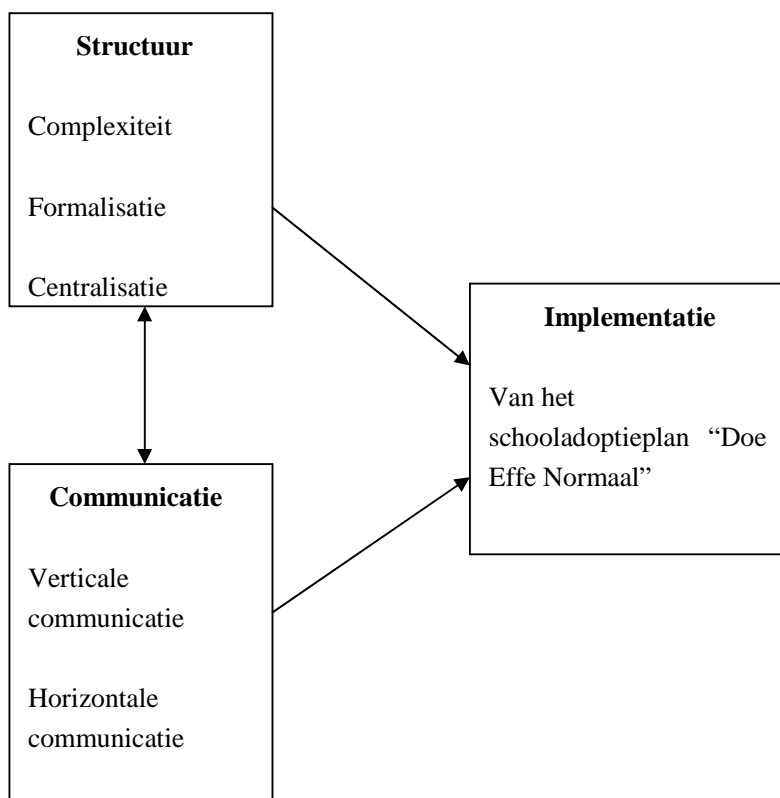 Structuur
Complexiteit
Formalisatie
Centralisatie
Implementatie
Van het
schooladoptieplan “Doe
Effe Normaal”
Communicatie
Verticale
communicatie
Horizontale
communicatie